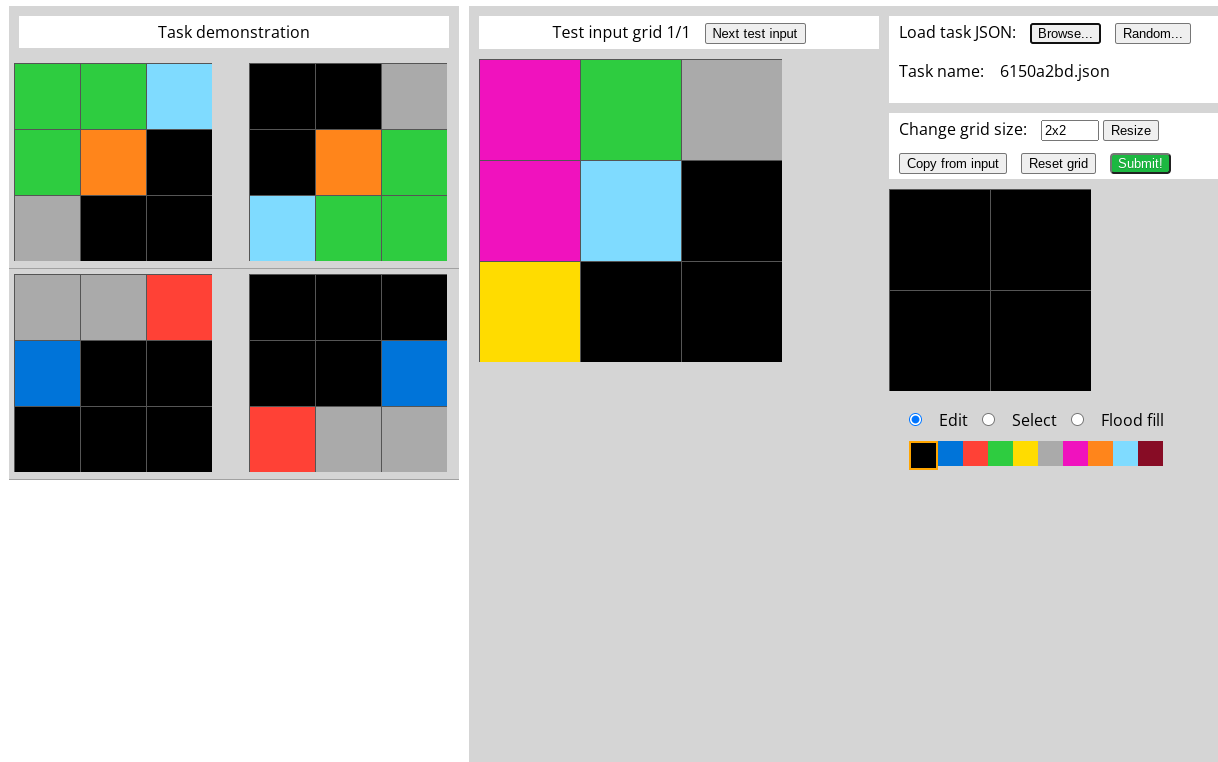 Task demonstration
Test input grid 1/1 Next test input
Load task JSON: Browse... Random...
Task name: 6150a2bd.json
Change grid size: 2x2 Resize
Copy from input Reset grid Submit!
Edit Select Flood fill